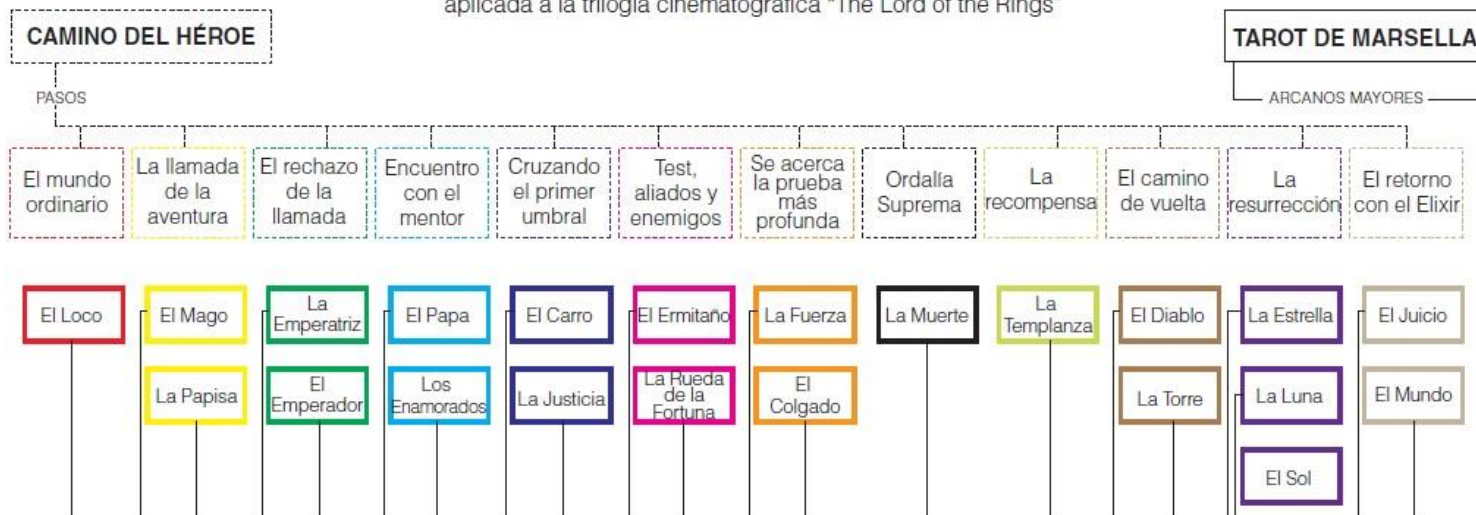 aplicada a la trilogía cinematográfica "The Lord of the Rings"
CAMINO DEL HÉROE
TAROT DE MARSELLA
PASOS
ARCANOS MAYORES
El mundo
ordinario
La llamada
de la
aventura
El rechazo
de la
llamada
Encuentro
con el
mentor
Cruzando
el primer
umbral
Test,
aliados y
enemigos
Se acerca
la prueba
más
profunda
Ordalía
Suprema
La
recompensa
El camino
de vuelta
La
resurrección
El retorno
con el Elixir
El Loco
El Mago
La
Emperatriz
El Papa
El Carro
El Ermitaño
La Fuerza
La Muerte
La
Templanza
El Diablo
La Estrella
El Juicio
La Papisa
El
Emperador
Los
Enamorados
La Justicia
La Rueda
de la
Fortuna
El
Colgado
La Torre
La Luna
El Mundo
El Sol